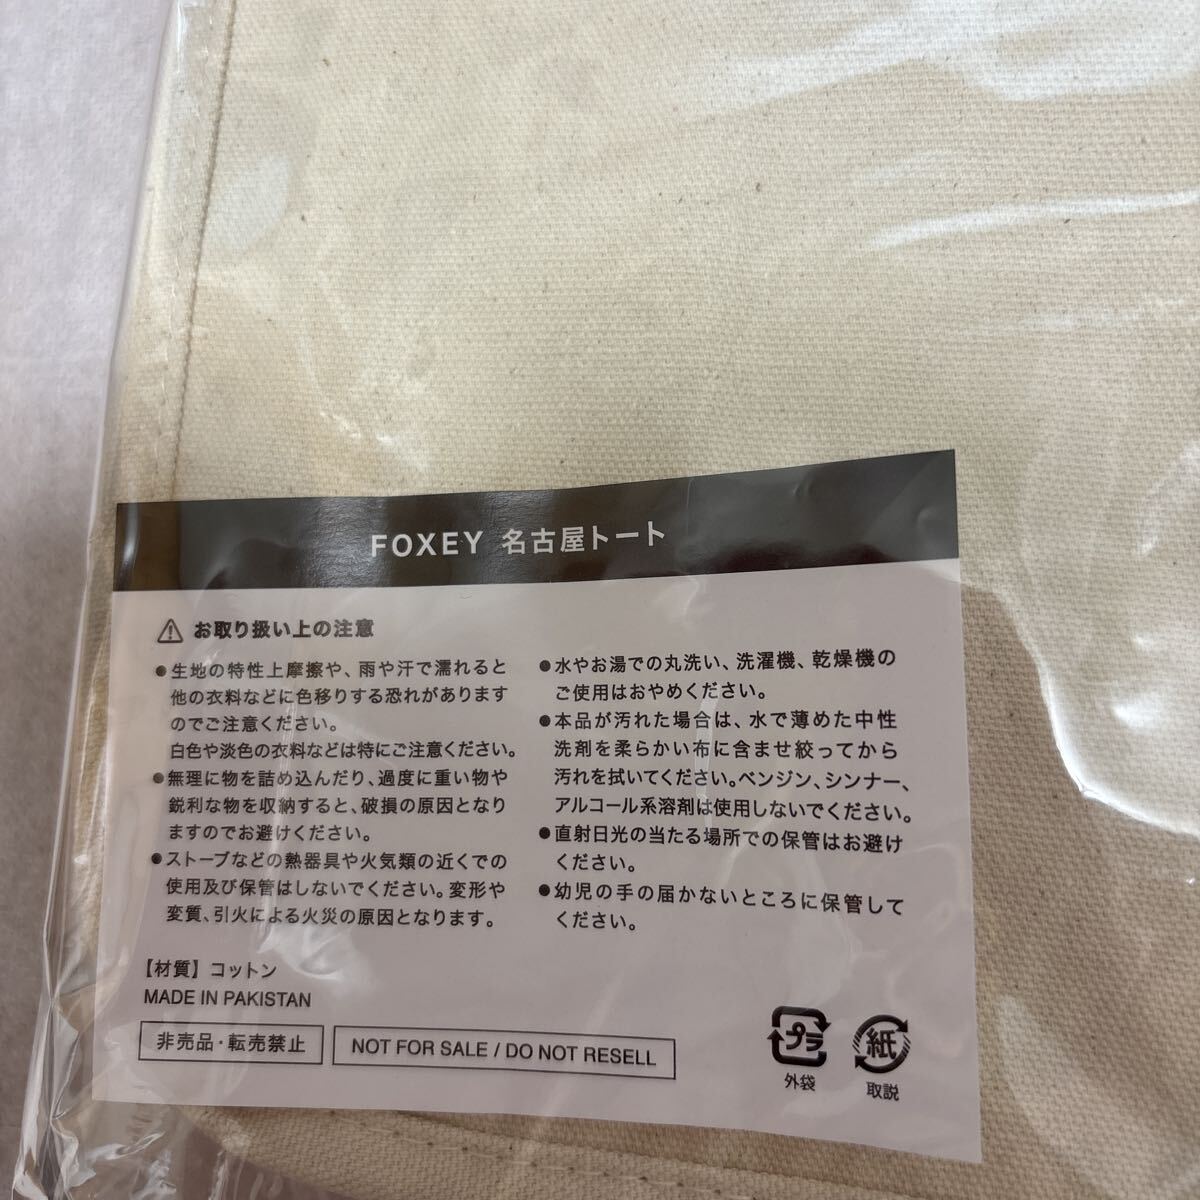 FOXEY 名古屋トート
⚠ お取り扱い上の注意
●生地の特性上摩擦や、雨や汗で濡れると
他の衣料などに色移りする恐れがあります
のでご注意ください。
白色や淡色の衣料などは特にご注意ください。
●無理に物を詰め込んだり、過度に重い物や
鋭利な物を収納すると、破損の原因となり
ますのでお避けください。
●ストーブなどの熱器具や火気類の近くでの
使用及び保管はしないでください。変形や
変質、引火による火災の原因となります。
●水やお湯での丸洗い、洗濯機、乾燥機の
ご使用はおやめください。
●本品が汚れた場合は、水で薄めた中性
洗剤を柔らかい布に含ませ絞ってから
汚れを拭いてください。ベンジン、シンナー、
アルコール系溶剤は使用しないでください。
●直射日光の当たる場所での保管はお避け
ください。
●幼児の手の届かないところに保管して
ください。
【材質】コットン
MADE IN PAKISTAN
非売品・転売禁止
NOT FOR SALE / DO NOT RESELL
プラ
外袋
紙
取説